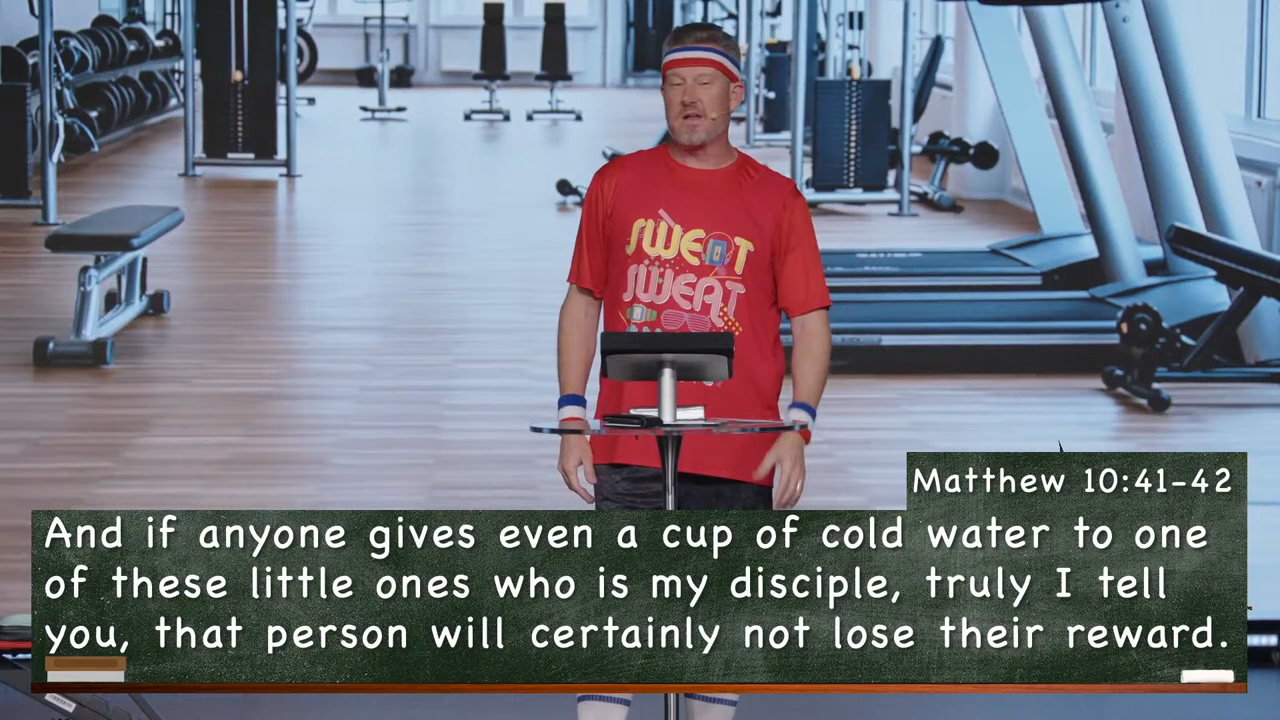 SWEAT
SWEAT
Matthew 10:41-42
And if anyone gives even a cup of cold water to one
of these little ones who is my disciple, truly I tell
you, that person will certainly not lose their reward.